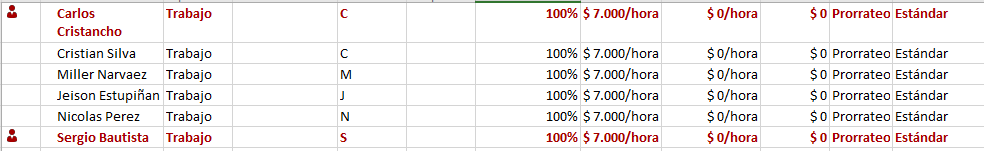 Carlos Cristancho Trabajo C 100% $ 7.000/hora $ 0/hora $ 0 Prorrateo Estándar
Cristian Silva Trabajo C 100% $ 7.000/hora $ 0/hora $ 0 Prorrateo Estándar
Miller Narvaez Trabajo M 100% $ 7.000/hora $ 0/hora $ 0 Prorrateo Estándar
Jeison Estupiñan Trabajo J 100% $ 7.000/hora $ 0/hora $ 0 Prorrateo Estándar
Nicolas Perez Trabajo N 100% $ 7.000/hora $ 0/hora $ 0 Prorrateo Estándar
Sergio Bautista Trabajo S 100% $ 7.000/hora $ 0/hora $ 0 Prorrateo Estándar